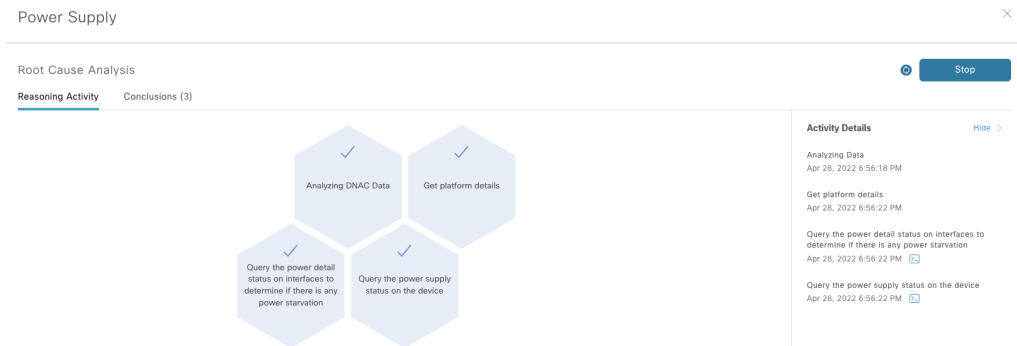 Power Supply
Root Cause Analysis
Stop
Reasoning Activity
Conclusions (3)
Analyzing DNAC Data
Get platform details
Query the power detail
status on interfaces to
determine if there is any
power starvation
Query the power supply
status on the device
Activity Details
Hide
Analyzing Data
Apr 28, 2022 6:56:18 PM
Get platform details
Apr 28, 2022 6:56:22 PM
Query the power detail status on interfaces to
determine if there is any power starvation
Apr 28, 2022 6:56:22 PM
Query the power supply status on the device
Apr 28, 2022 6:56:22 PM